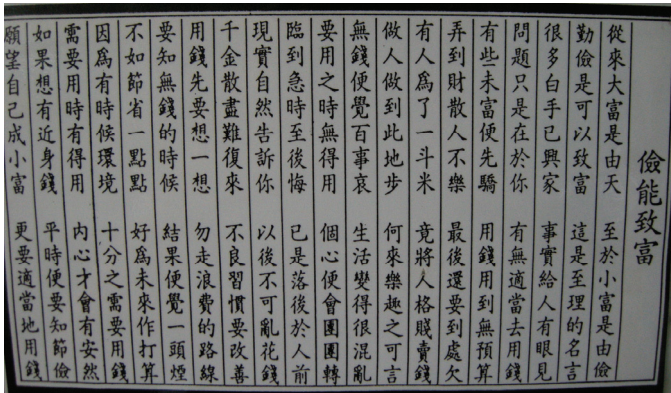 儉能致富
從來大富是由天 至於小富是由儉
勤儉是可以致富 這是至理的名言
很多白手已興家 事實給人有眼見
問題只是在於你 有無適當去用錢
有些未富便先驕 用錢用到無預算
弄到財散人不樂 最後還要到處欠
有人為了一斗米 竟將人格賤賣錢
做人做到此地步 何來樂趣之可言
無錢便覺百事哀 生活變得很混亂
要用之時無得用 個心便會團團轉
臨到急時至後悔 已是落後於人前
現實自然告訴你 以後不可亂花錢
千金散盡難復來 不良習慣要改善
用錢先要想一想 勿走浪費的路線
要知無錢的時候 結果便覺一頭煙
不如節省一點點 好為未來作打算
因為有時候環境 十分之需要用錢
需要用時有得用 內心才會有安然
如果想有近身錢 平時便要知節儉
願望自己成小富 更要適當地用錢